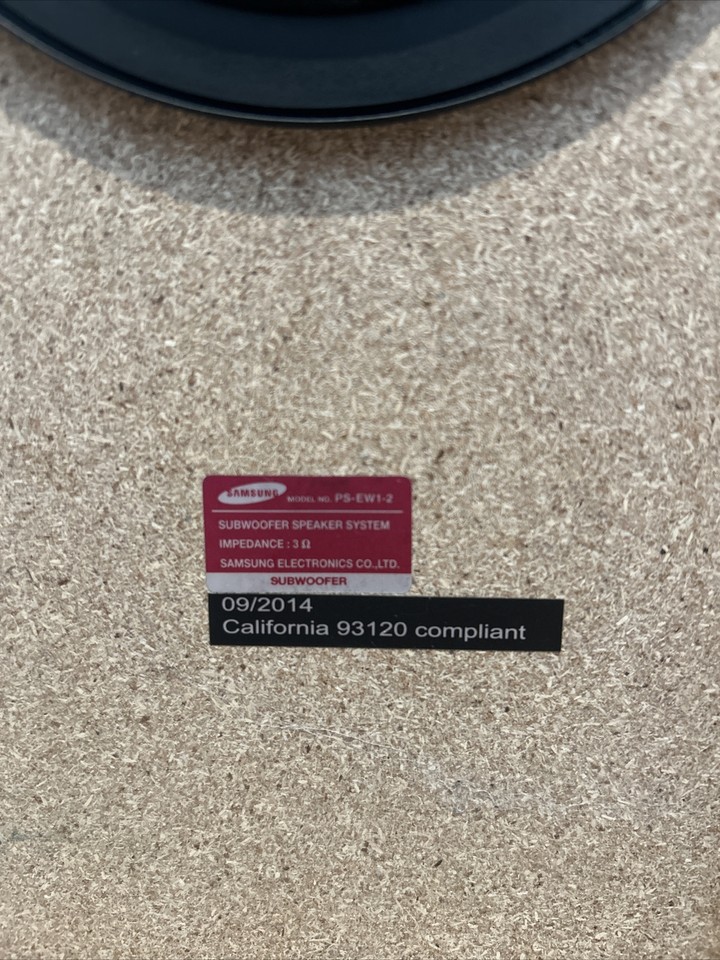 SAMSUNG MODEL NO. PS-EW1-2
SUBWOOFER SPEAKER SYSTEM
IMPEDANCE : 3 Ω
SAMSUNG ELECTRONICS CO.,LTD.
SUBWOOFER
09/2014
California 93120 compliant